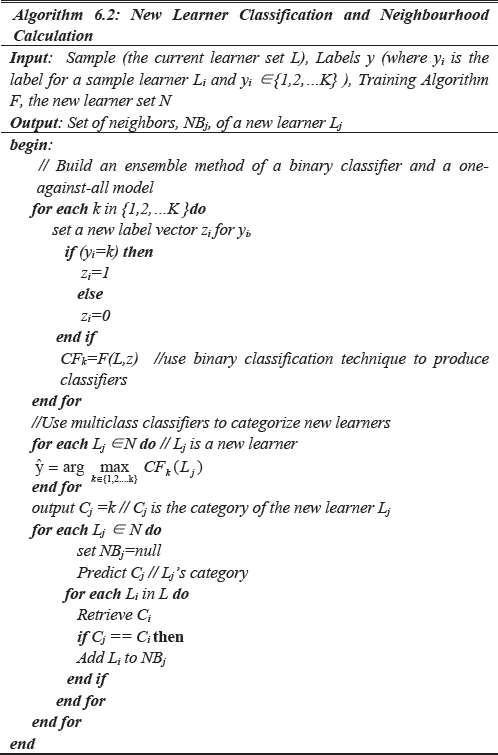 Algorithm 6.2: New Learner Classification and Neighbourhood
Calculation
Input: Sample (the current learner set L), Labels y (where yi is the
label for a sample learner Li and yi ∈{1,2,...K} ), Training Algorithm
F, the new learner set N
Output: Set of neighbors, NBj, of a new learner Lj
begin:
// Build an ensemble method of a binary classifier and a one-
against-all model
for each k in {1,2,...K }do
set a new label vector zi for yi,
if (yi=k) then
zi=1
else
zi=0
end if
CFk=F(L,z) //use binary classification technique to produce
classifiers
end for
//Use multiclass classifiers to categorize new learners
for each Lj ∈N do // Lj is a new learner
ŷ = arg max k∈{1,2....k} CFk (Lj)
end for
output Cj =k // Cj is the category of the new learner Lj
for each Lj ∈ N do
set NBj=null
Predict Cj // Lj's category
for each Li in L do
Retrieve Ci
if Cj == Ci then
Add Li to NBj
end if
end for
end for
end